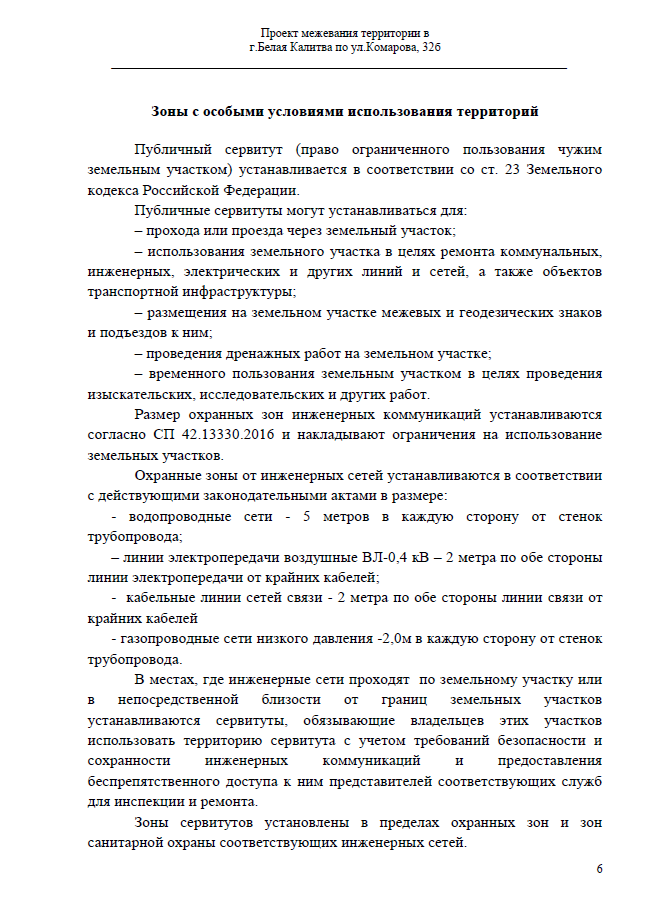 Проект межевания территории в
г.Белая Калитва по ул.Комарова, 32б
Зоны с особыми условиями использования территорий
Публичный сервитут (право ограниченного пользования чужим
земельным участком) устанавливается в соответствии со ст. 23 Земельного
кодекса Российской Федерации.
Публичные сервитуты могут устанавливаться для:
– прохода или проезда через земельный участок;
– использования земельного участка в целях ремонта коммунальных,
инженерных, электрических и других линий и сетей, а также объектов
транспортной инфраструктуры;
– размещения на земельном участке межевых и геодезических знаков
и подъездов к ним;
– проведения дренажных работ на земельном участке;
– временного пользования земельным участком в целях проведения
изыскательских, исследовательских и других работ.
Размер охранных зон инженерных коммуникаций устанавливаются
согласно СП 42.13330.2016 и накладывают ограничения на использование
земельных участков.
Охранные зоны от инженерных сетей устанавливаются в соответствии
с действующими законодательными актами в размере:
- водопроводные сети - 5 метров в каждую сторону от стенок
трубопровода;
– линии электропередачи воздушные ВЛ-0,4 кВ – 2 метра по обе стороны
линии электропередачи от крайних кабелей;
- кабельные линии сетей связи - 2 метра по обе стороны линии связи от
крайних кабелей
- газопроводные сети низкого давления -2,0м в каждую сторону от стенок
трубопровода.
В местах, где инженерные сети проходят по земельному участку или
в непосредственной близости от границ земельных участков
устанавливаются сервитуты, обязывающие владельцев этих участков
использовать территорию сервитута с учетом требований безопасности и
сохранности инженерных коммуникаций и предоставления
беспрепятственного доступа к ним представителей соответствующих служб
для инспекции и ремонта.
Зоны сервитутов установлены в пределах охранных зон и зон
санитарной охраны соответствующих инженерных сетей.
6